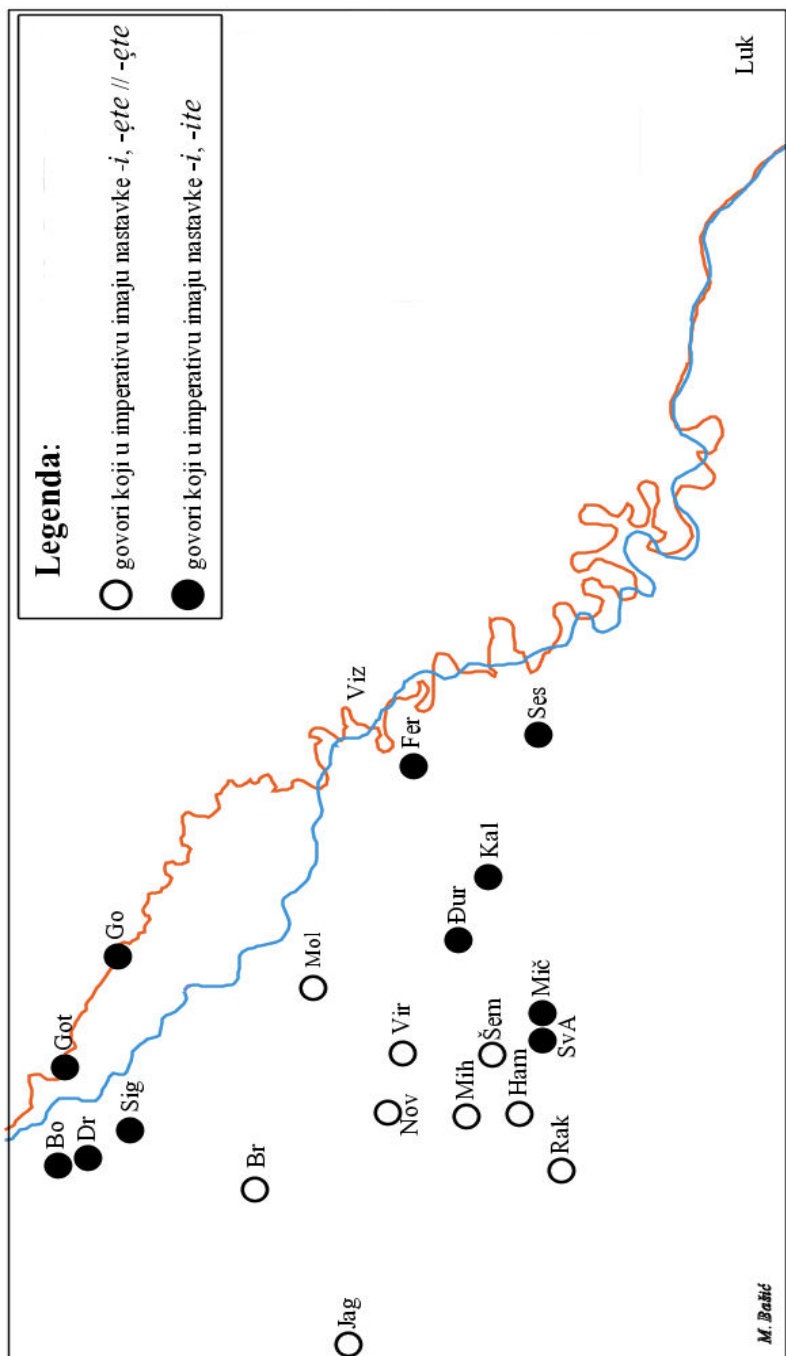 Legenda:
govori koji u imperativu imaju nastavke -i, -ẹte // -ęte
govori koji u imperativu imaju nastavke -i, -ite
Bo
Got
Dr
Go
Sig
Br
Mol
Viz
Jag
Vir
Nov
Fer
Đur
Mih
Šem
Kal
Ham
SvA
Mič
Ses
Rak
Luk
M. Bašić